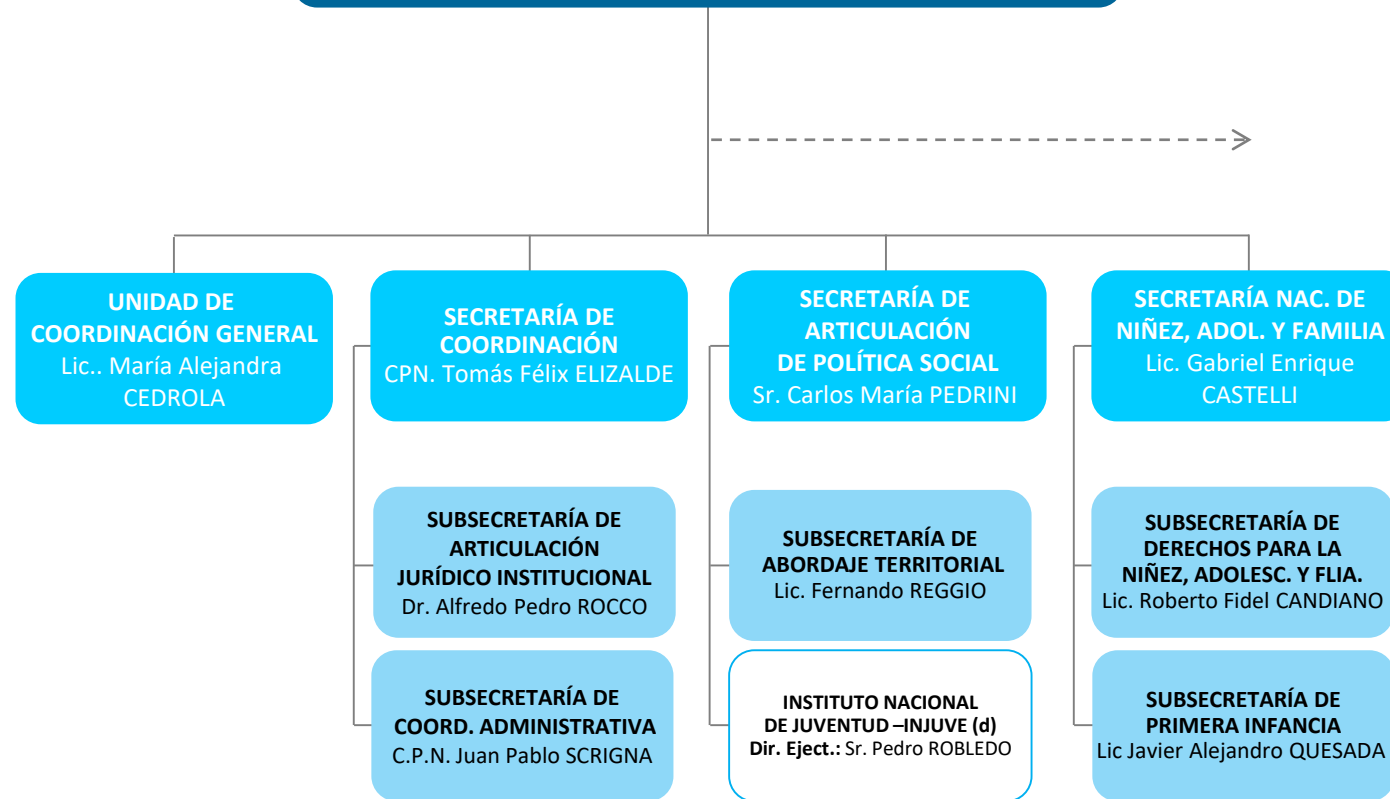 UNIDAD DE
COORDINACIÓN GENERAL
Lic.. María Alejandra
CEDROLA
SECRETARÍA DE
COORDINACIÓN
CPN. Tomás Félix ELIZALDE
SECRETARÍA DE
ARTICULACIÓN
DE POLÍTICA SOCIAL
Sr. Carlos María PEDRINI
SECRETARÍA NAC. DE
NIÑEZ, ADOL. Y FAMILIA
Lic. Gabriel Enrique
CASTELLI
SUBSECRETARÍA DE
ARTICULACIÓN
JURÍDICO INSTITUCIONAL
Dr. Alfredo Pedro ROCCO
SUBSECRETARÍA DE
ABORDAJE TERRITORIAL
Lic. Fernando REGGIO
SUBSECRETARÍA DE
DERECHOS PARA LA
NIÑEZ, ADOLESC. Y FLIA.
Lic. Roberto Fidel CANDIANO
SUBSECRETARÍA DE
COORD. ADMINISTRATIVA
C.P.N. Juan Pablo SCRIGNA
INSTITUTO NACIONAL
DE JUVENTUD –INJUVE (d)
Dir. Eject.: Sr. Pedro ROBLEDO
SUBSECRETARÍA DE
PRIMERA INFANCIA
Lic Javier Alejandro QUESADA